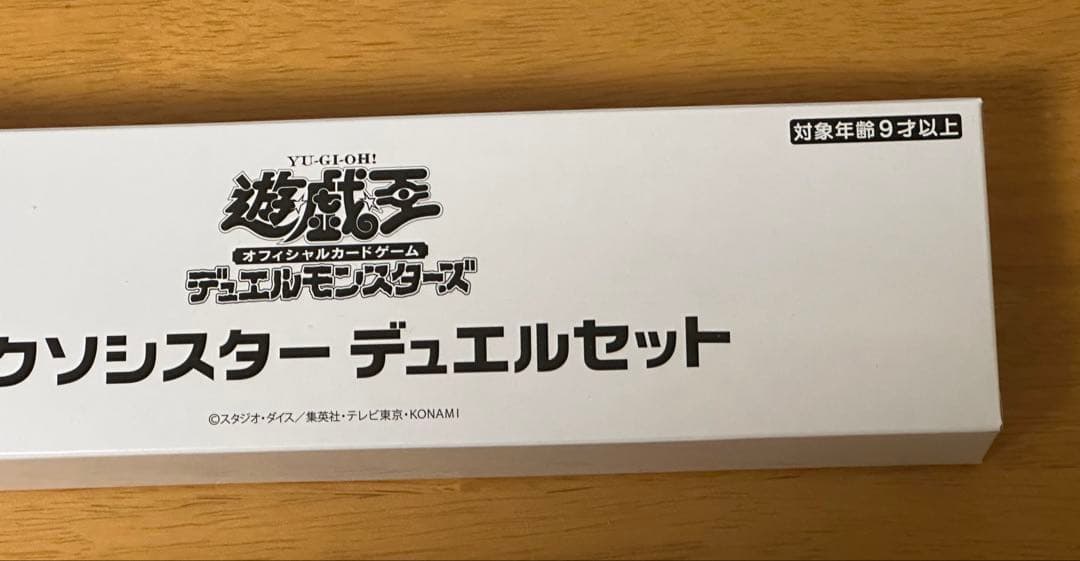 対象年齢9才以上
YU-GI-OH!
遊戯王
オフィシャルカードゲーム
デュエルモンスターズ
クソシスター デュエルセット
©スタジオ・ダイス/集英社・テレビ東京・KONAMI